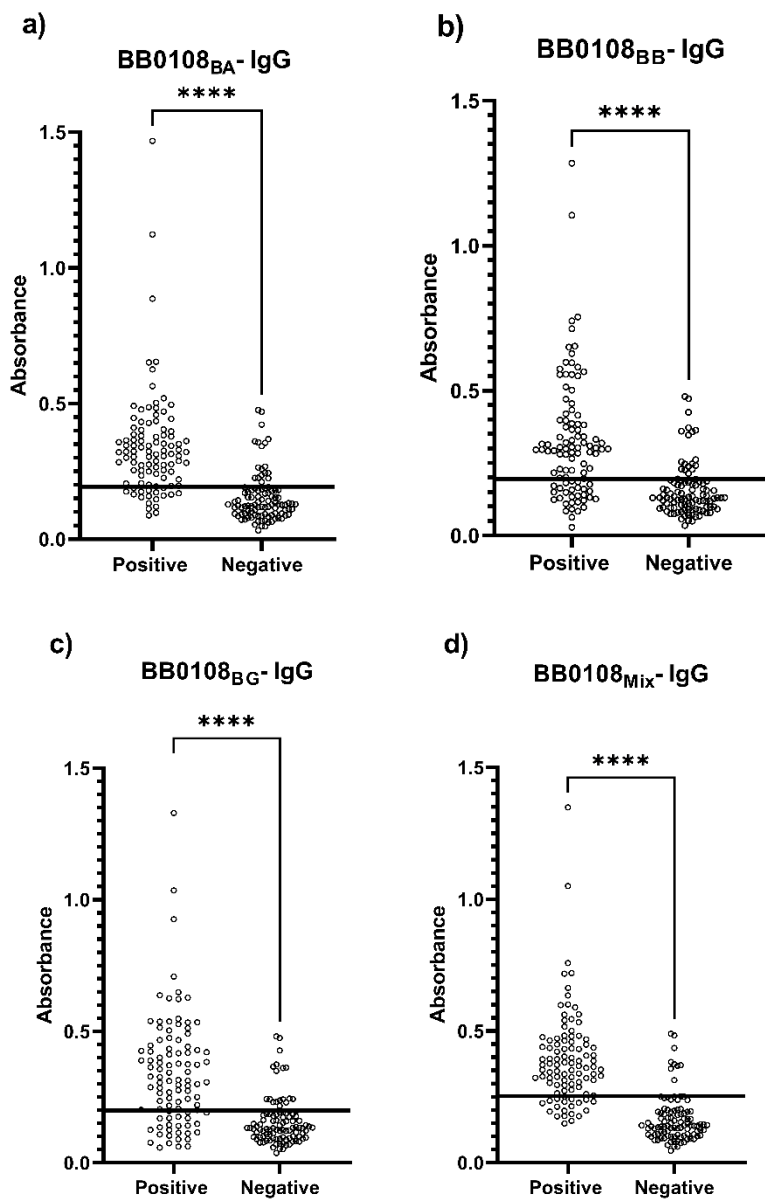 a)
BB0108BA- IgG
****
Absorbance
1.5
1.0
0.5
0.0
Positive Negative
b)
BB0108BB- IgG
****
Absorbance
1.5
1.0
0.5
0.0
Positive Negative
c)
BB0108BG- IgG
****
Absorbance
1.5
1.0
0.5
0.0
Positive Negative
d)
BB0108Mix- IgG
****
Absorbance
1.5
1.0
0.5
0.0
Positive Negative